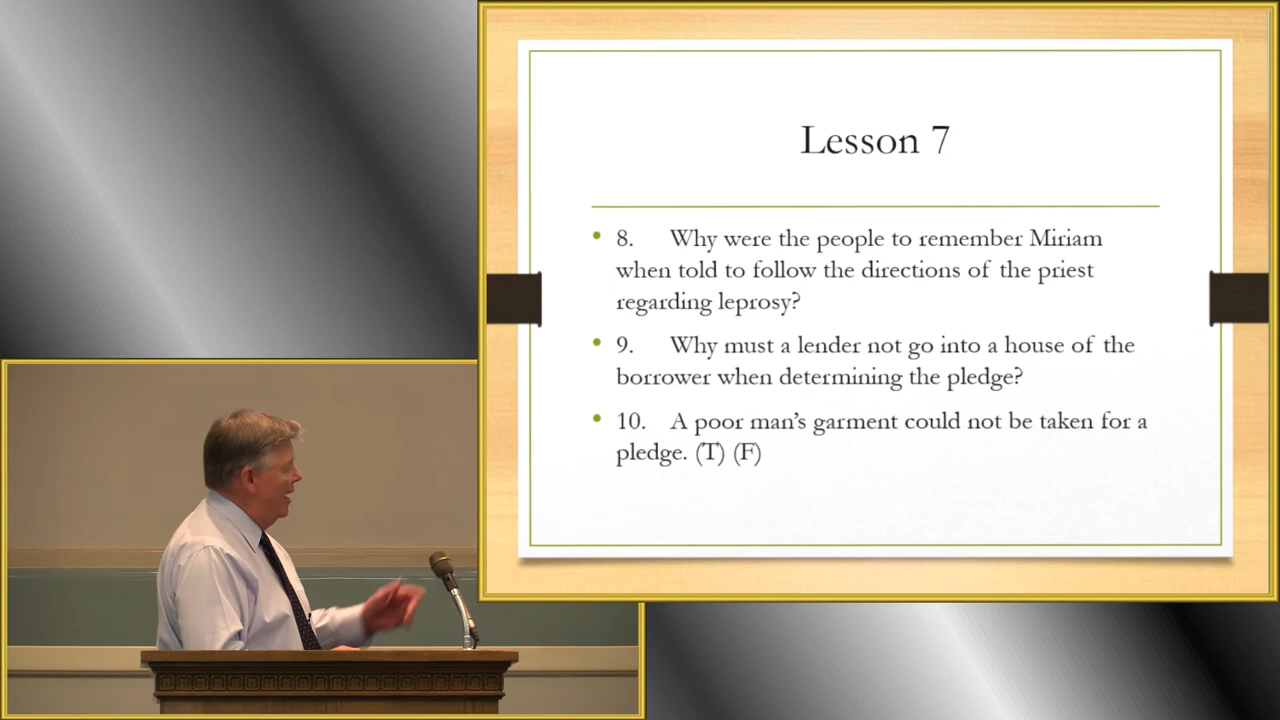 Lesson 7
• 8. Why were the people to remember Miriam
when told to follow the directions of the priest
regarding leprosy?
• 9. Why must a lender not go into a house of the
borrower when determining the pledge?
• 10. A poor man’s garment could not be taken for a
pledge. (T) (F)